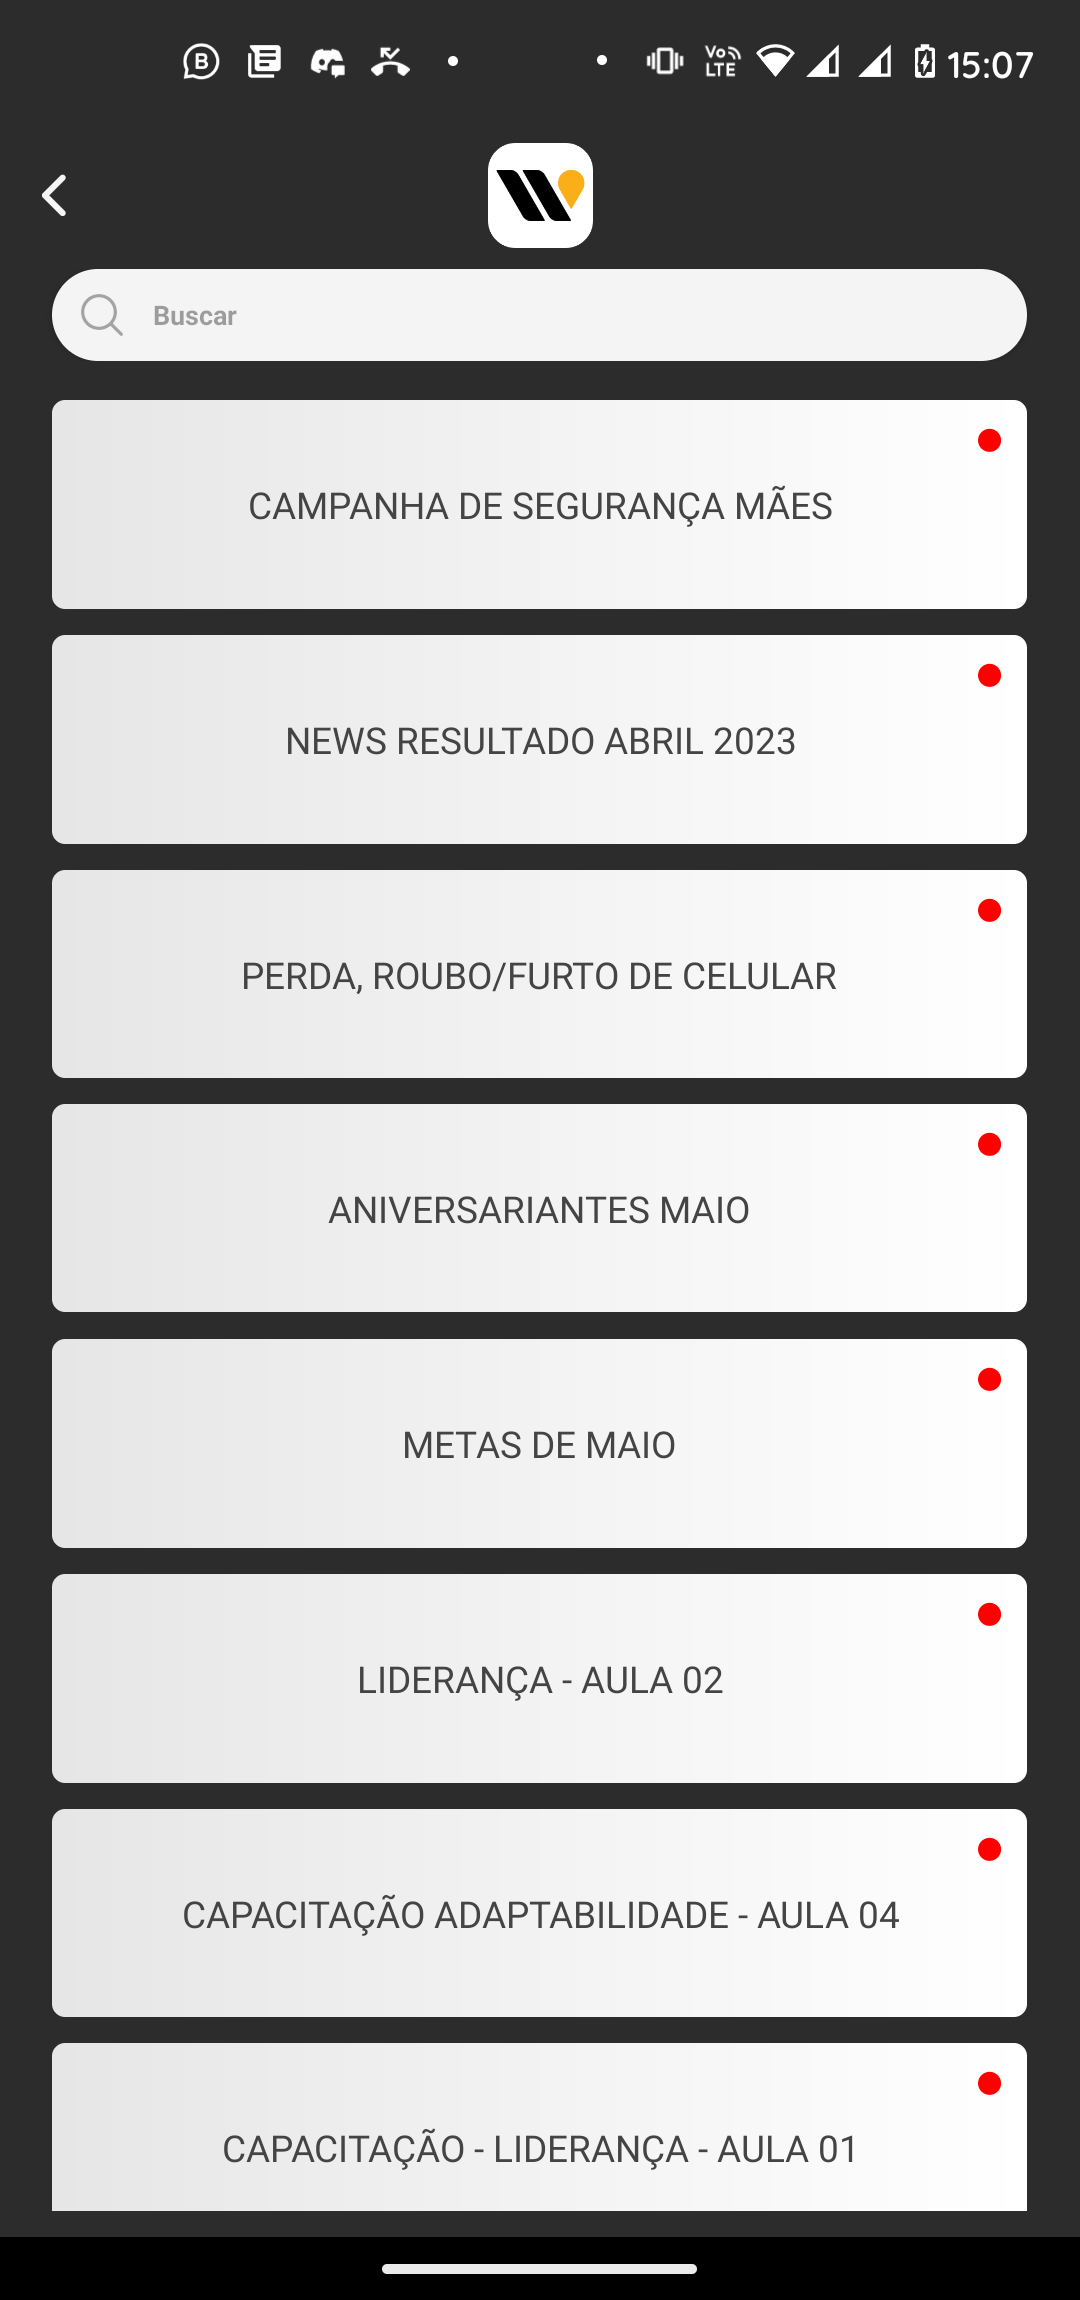 B
Vo
LTE
15:07
W
Buscar
CAMPANHA DE SEGURANÇA MÃES
NEWS RESULTADO ABRIL 2023
PERDA, ROUBO/FURTO DE CELULAR
ANIVERSARIANTES MAIO
METAS DE MAIO
LIDERANÇA - AULA 02
CAPACITAÇÃO ADAPTABILIDADE - AULA 04
CAPACITAÇÃO - LIDERANÇA - AULA 01